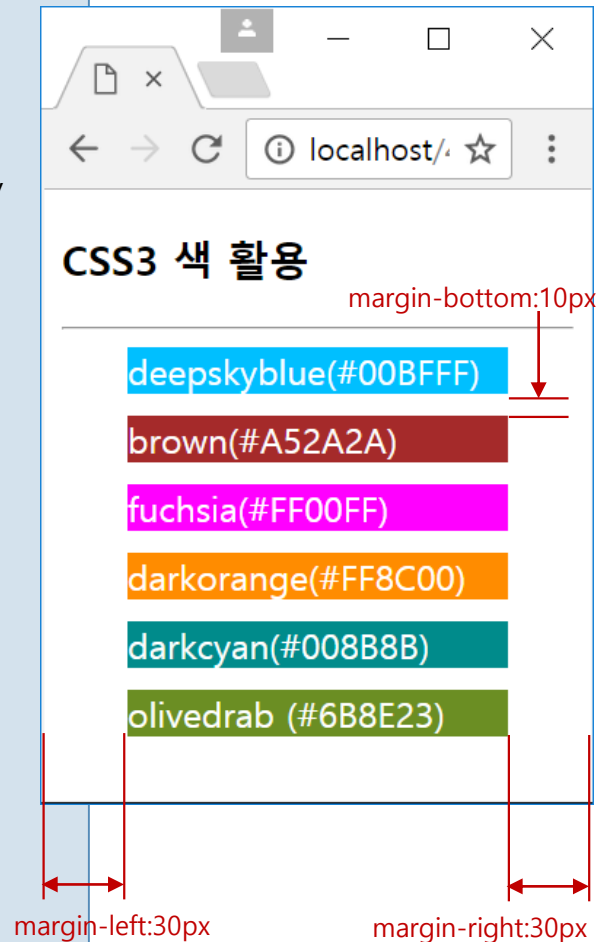 localhost/
CSS3 색 활용
margin-bottom:10px
deepskyblue(#00BFFF)
brown(#A52A2A)
fuchsia(#FF00FF)
darkorange(#FF8C00)
darkcyan(#008B8B)
olivedrab (#6B8E23)
margin-left:30px
margin-right:30px